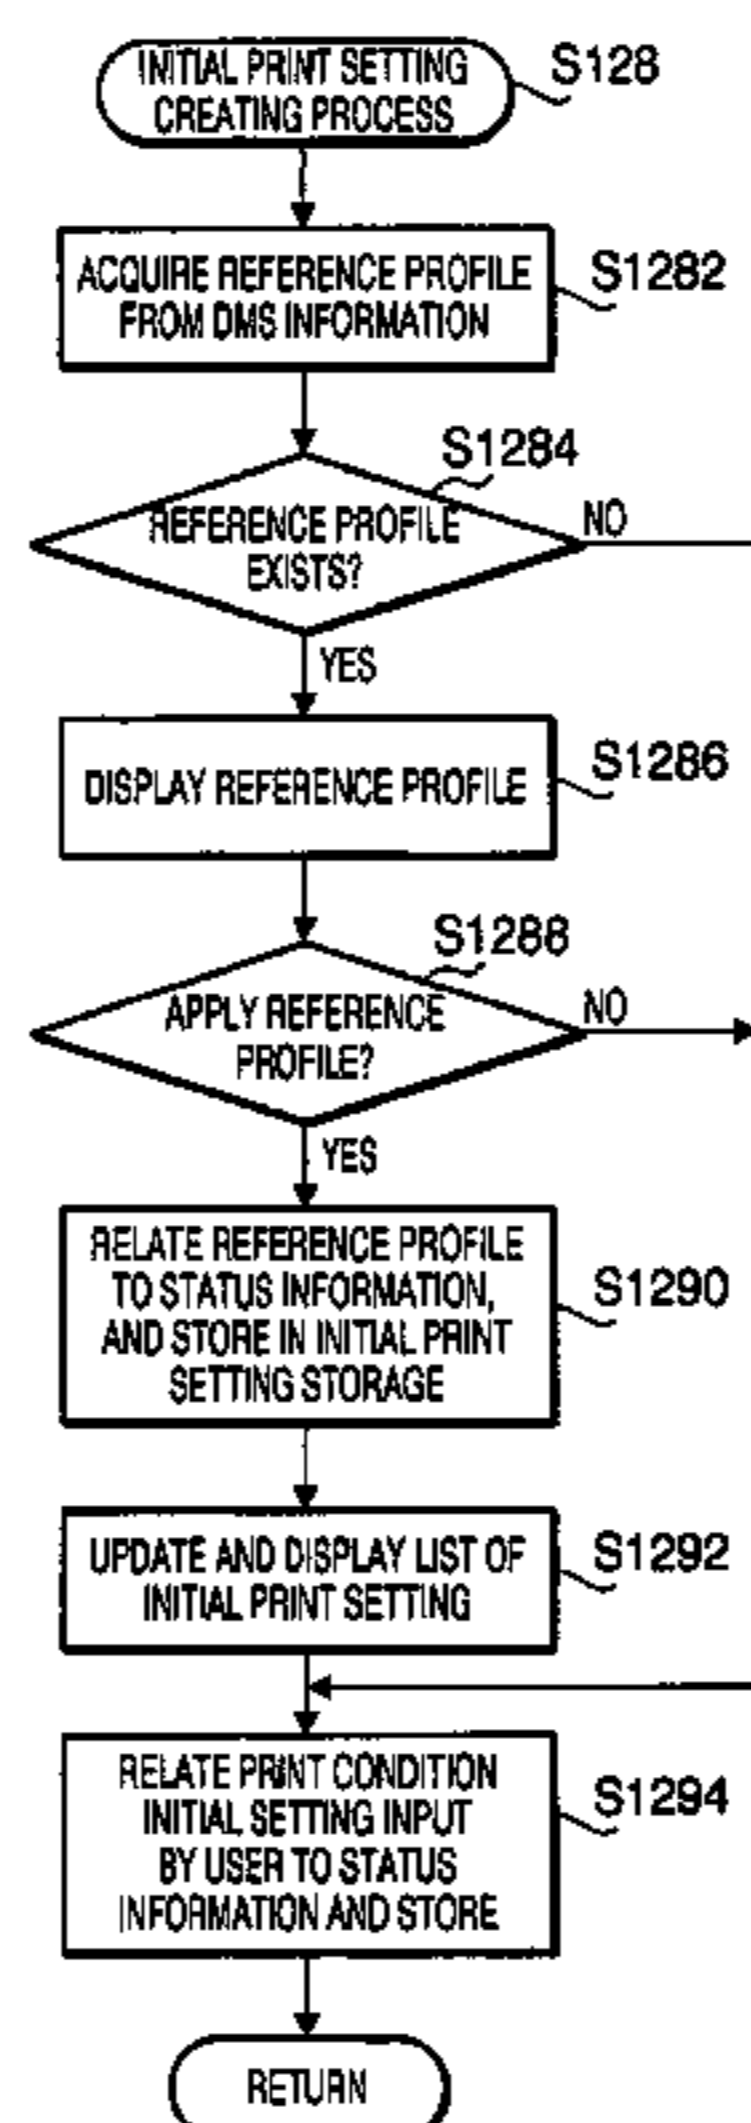 INITIAL PRINT SETTING
CREATING PROCESS
S128
ACQUIRE REFERENCE PROFILE
FROM DMS INFORMATION
S1282
S1284
REFERENCE PROFILE
EXISTS?
NO
YES
DISPLAY REFERENCE PROFILE
S1286
S1288
APPLY REFERENCE
PROFILE?
NO
YES
RELATE REFERENCE PROFILE
TO STATUS INFORMATION,
AND STORE IN INITIAL PRINT
SETTING STORAGE
S1290
UPDATE AND DISPLAY LIST OF
INITIAL PRINT SETTING
S1292
RELATE PRINT CONDITION
INITIAL SETTING INPUT
BY USER TO STATUS
INFORMATION AND STORE
S1294
RETURN